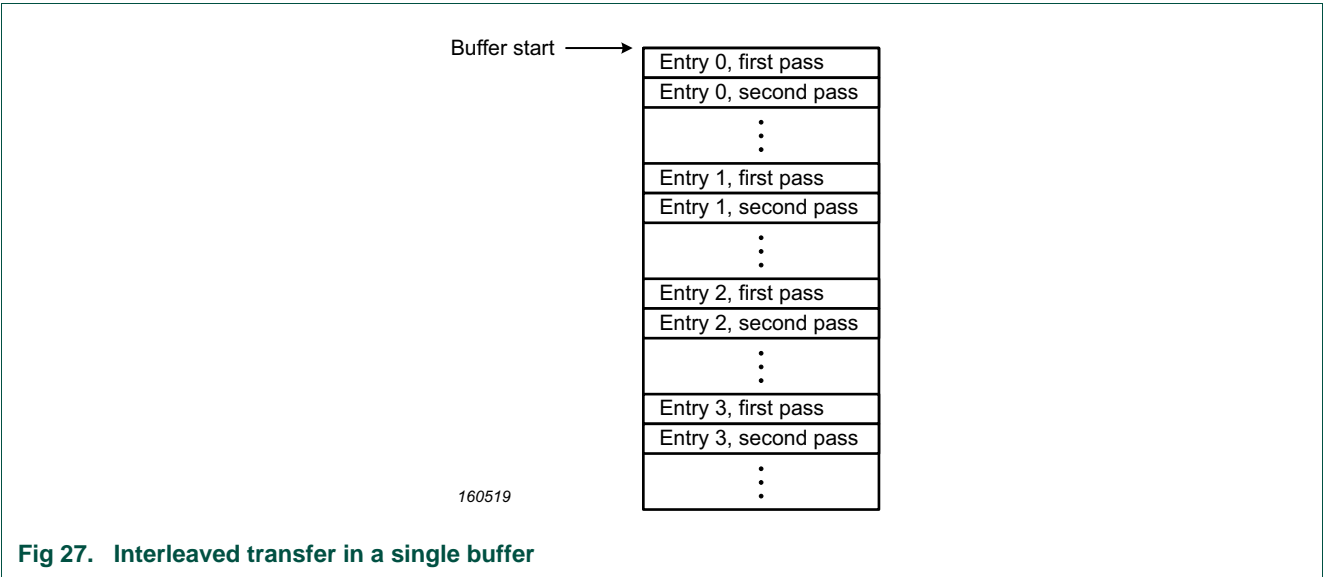 Buffer start
Entry 0, first pass
Entry 0, second pass
Entry 1, first pass
Entry 1, second pass
Entry 2, first pass
Entry 2, second pass
Entry 3, first pass
Entry 3, second pass
160519
Fig 27. Interleaved transfer in a single buffer